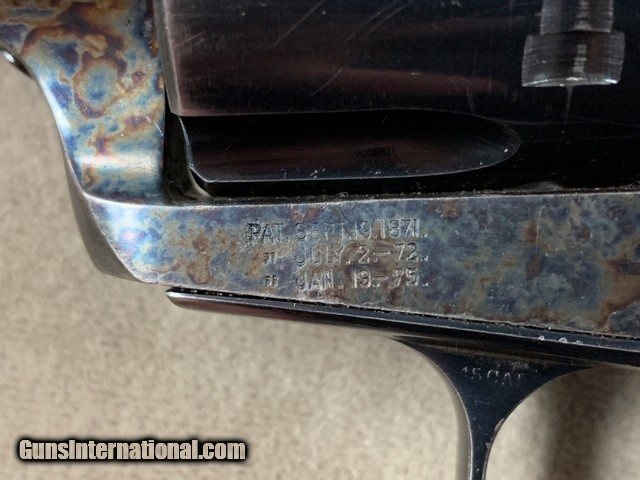 PAT. SEPT. 19. 1871.
" JULY. 2.-72.
" JAN. 19.-75.
45 CAL
GunsInternational.com